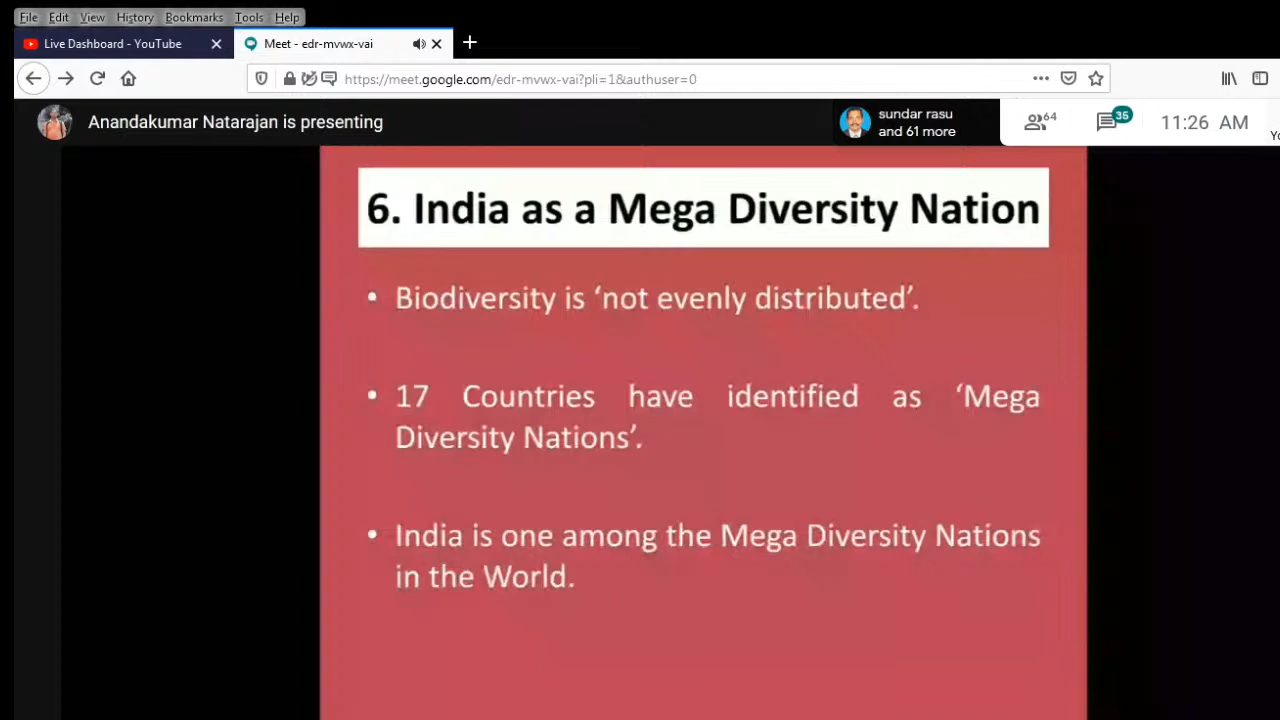 File Edit View History Bookmarks Tools Help
Live Dashboard - YouTube
Meet - edr-mvwx-vai
https://meet.google.com/edr-mvwx-vai?pli=1&authuser=0
Anandakumar Natarajan is presenting
sundar rasu
and 61 more
64
35
11:26 AM
6. India as a Mega Diversity Nation
• Biodiversity is ‘not evenly distributed’.
• 17 Countries have identified as ‘Mega
Diversity Nations’.
• India is one among the Mega Diversity Nations
in the World.